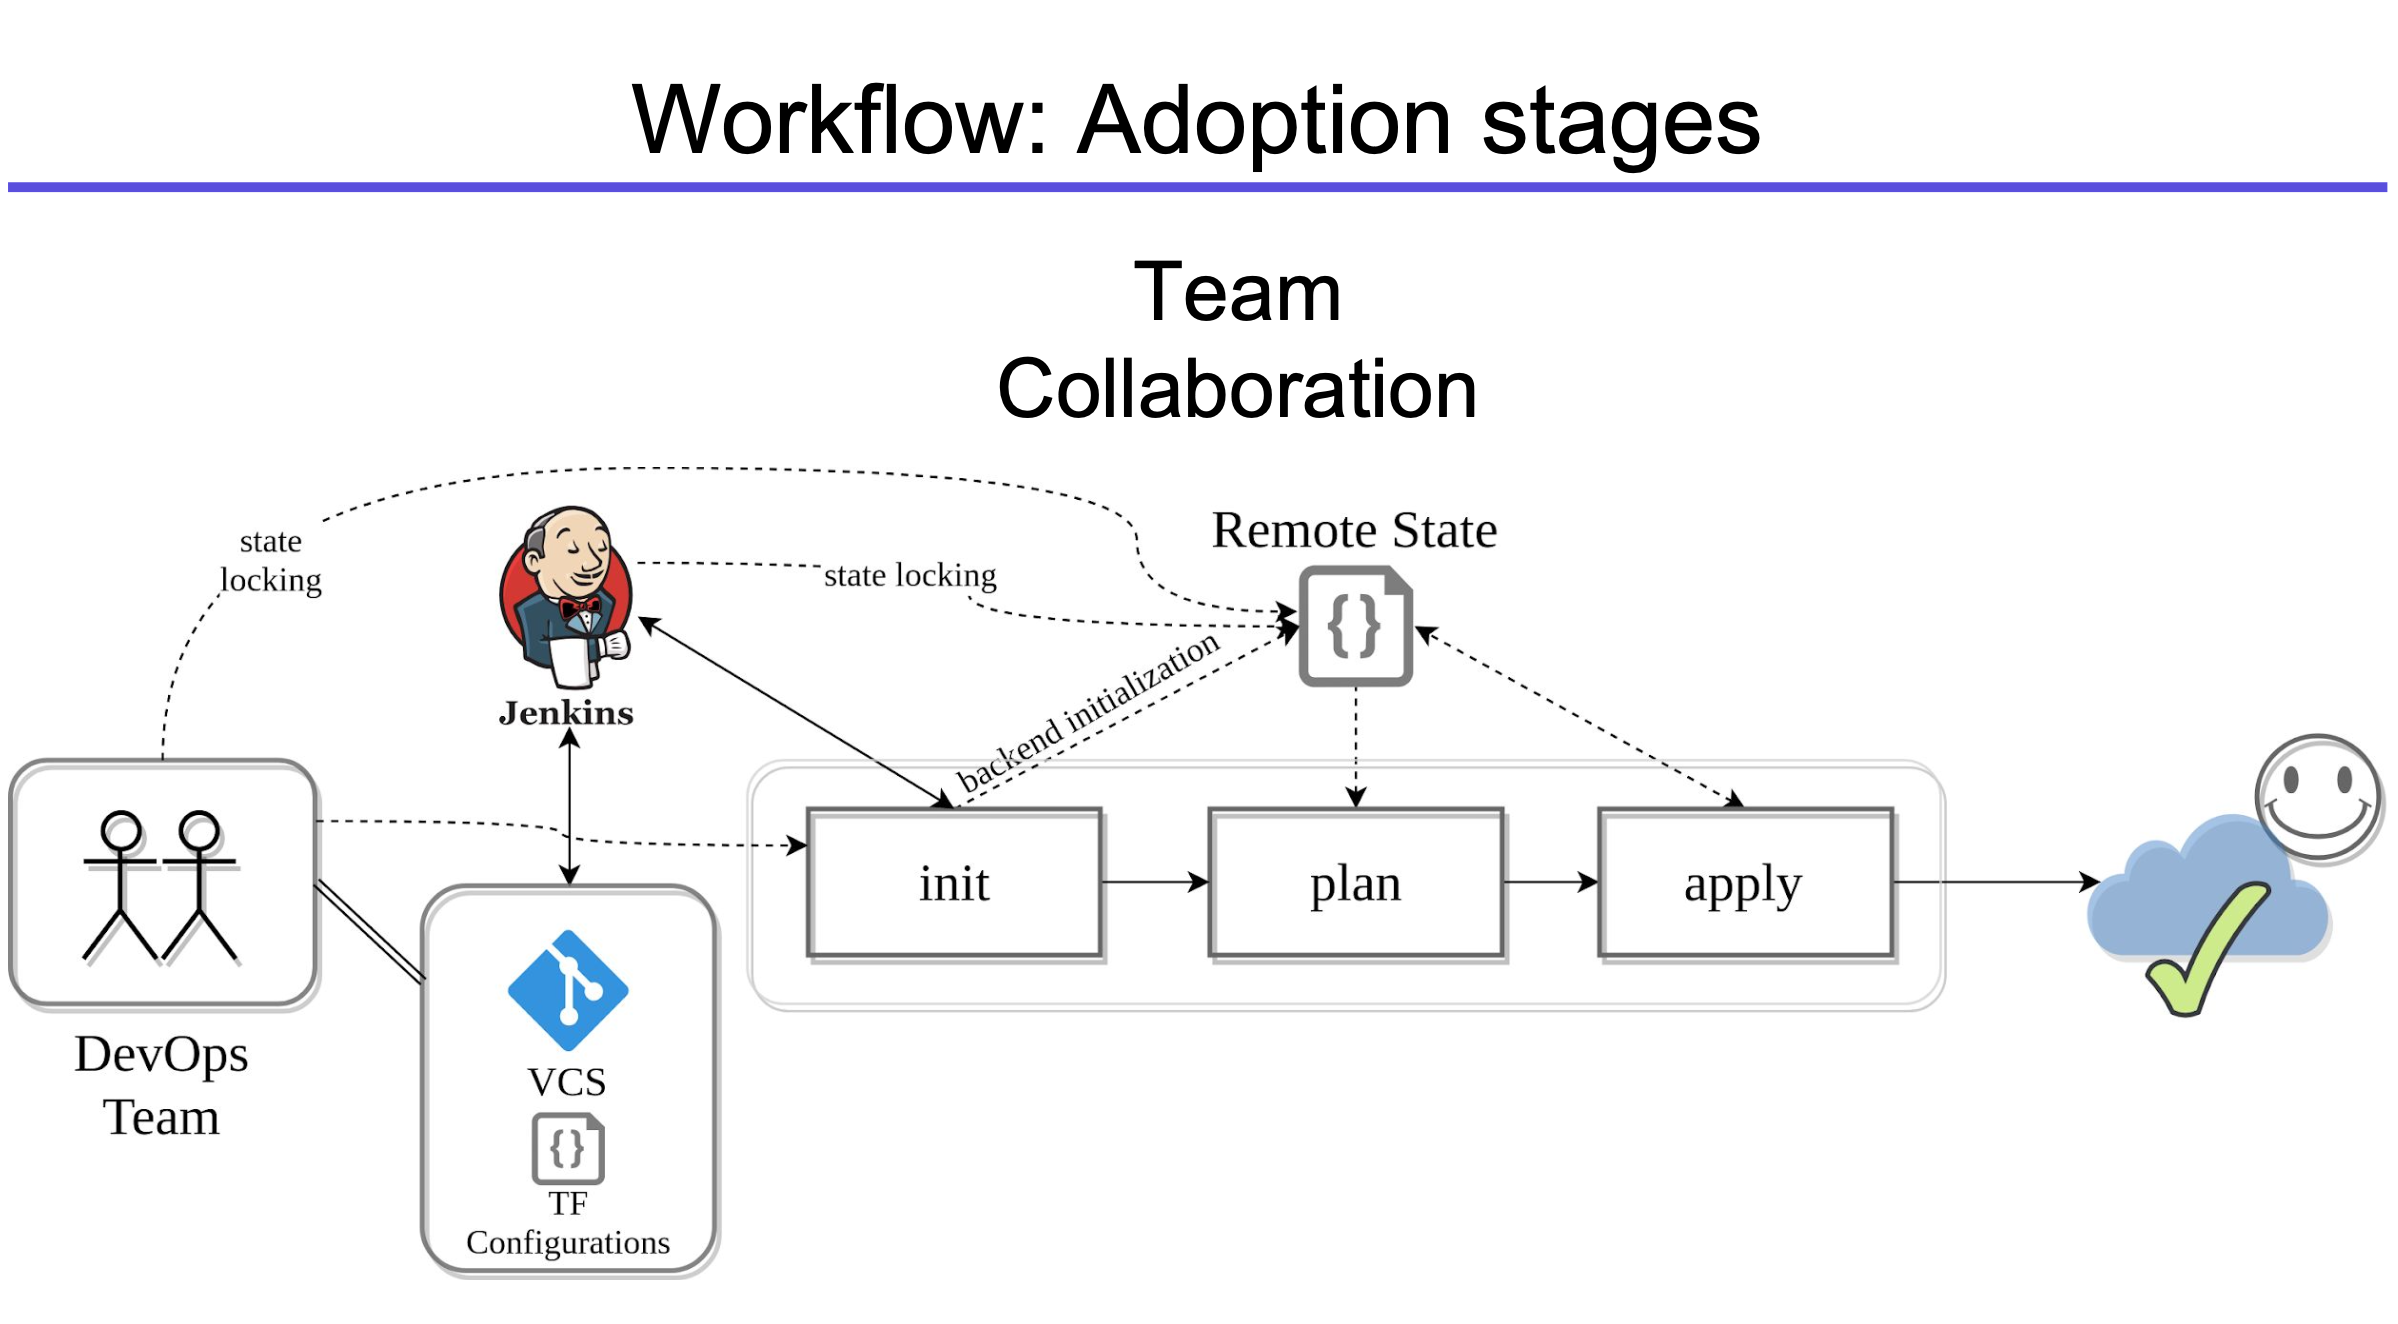 Workflow: Adoption stages
Team
Collaboration
state
locking
Remote State
state locking
backend initialization
Jenkins
{}
init
plan
apply
DevOps
Team
VCS
{}
TF
Configurations